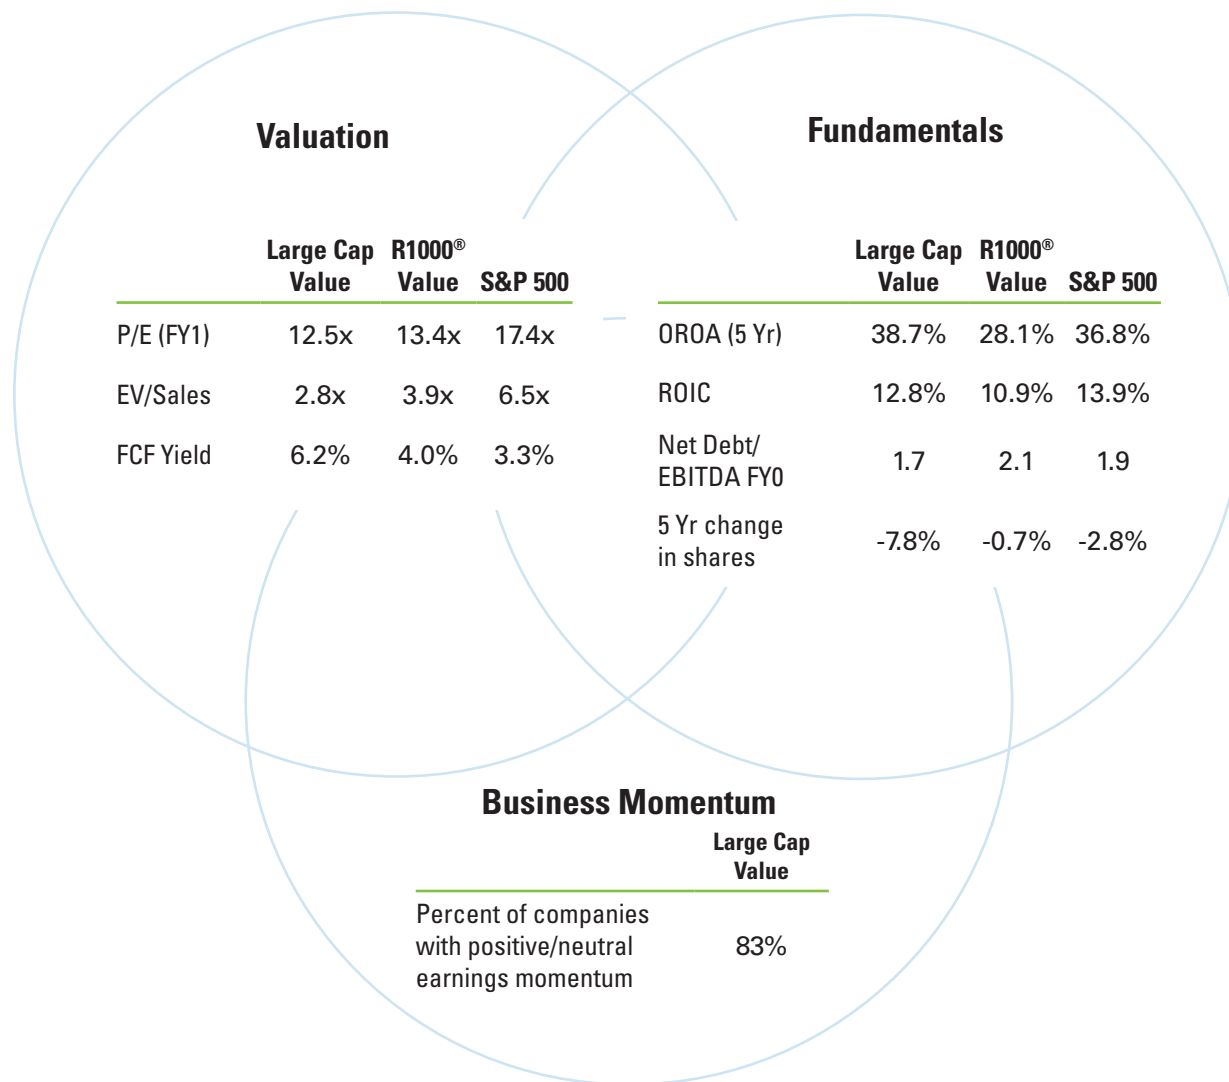 Valuation
Large Cap R1000®
Value Value S&P 500
P/E (FY1) 12.5x 13.4x 17.4x
EV/Sales 2.8x 3.9x 6.5x
FCF Yield 6.2% 4.0% 3.3%
Fundamentals
Large Cap R1000®
Value Value S&P 500
OROA (5 Yr) 38.7% 28.1% 36.8%
ROIC 12.8% 10.9% 13.9%
Net Debt/
EBITDA FY0 1.7 2.1 1.9
5 Yr change
in shares -7.8% -0.7% -2.8%
Business Momentum
Large Cap
Value
Percent of companies
with positive/neutral 83%
earnings momentum